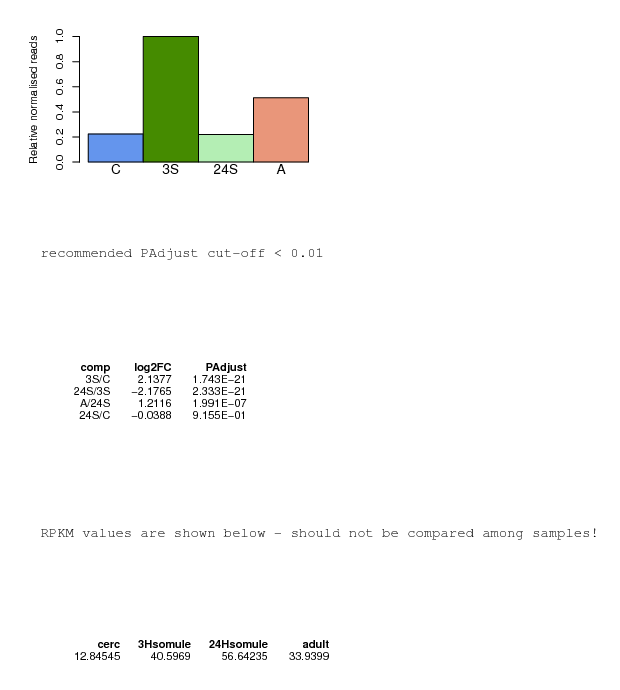 Relative normalised reads
1.0
0.8
0.6
0.4
0.2
0.0
C 3S 24S A
recommended PAdjust cut-off < 0.01
comp log2FC PAdjust
3S/C 2.1377 1.743E−21
24S/3S −2.1765 2.333E−21
A/24S 1.2116 1.991E−07
24S/C −0.0388 9.155E−01
RPKM values are shown below - should not be compared among samples!
cerc 3Hsomule 24Hsomule adult
12.84545 40.5969 56.64235 33.9399